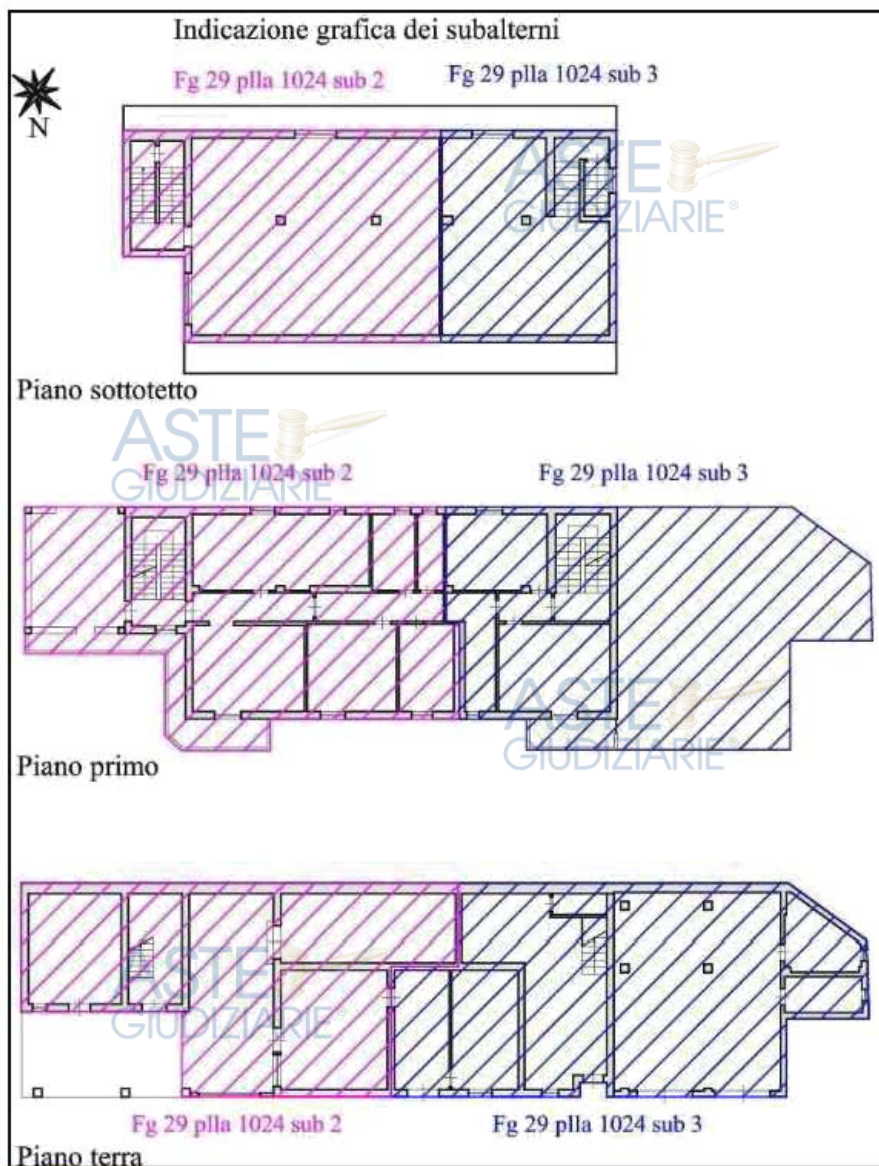 Indicazione grafica dei subalterni
Fg 29 plla 1024 sub 2
Fg 29 plla 1024 sub 3
N
ASTE
GIUDIZIARIE®
Piano sottotetto
ASTE
GIUDIZIARIE®
Fg 29 plla 1024 sub 2
Fg 29 plla 1024 sub 3
ASTE
GIUDIZIARIE®
Piano primo
ASTE
GIUDIZIARIE®
Fg 29 plla 1024 sub 2
Fg 29 plla 1024 sub 3
Piano terra